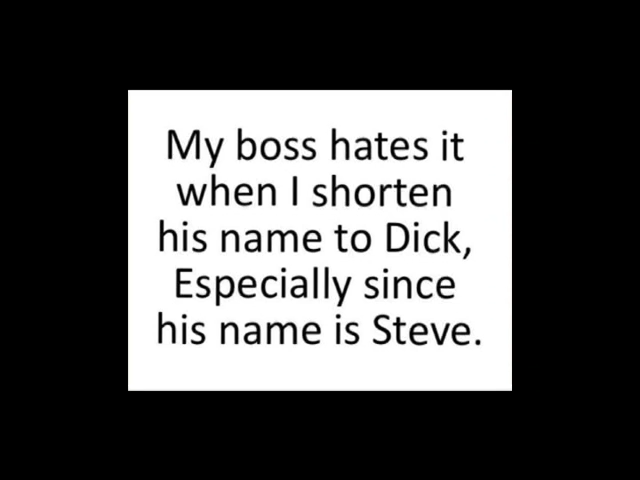 My boss hates it
when I shorten
his name to Dick,
Especially since
his name is Steve.